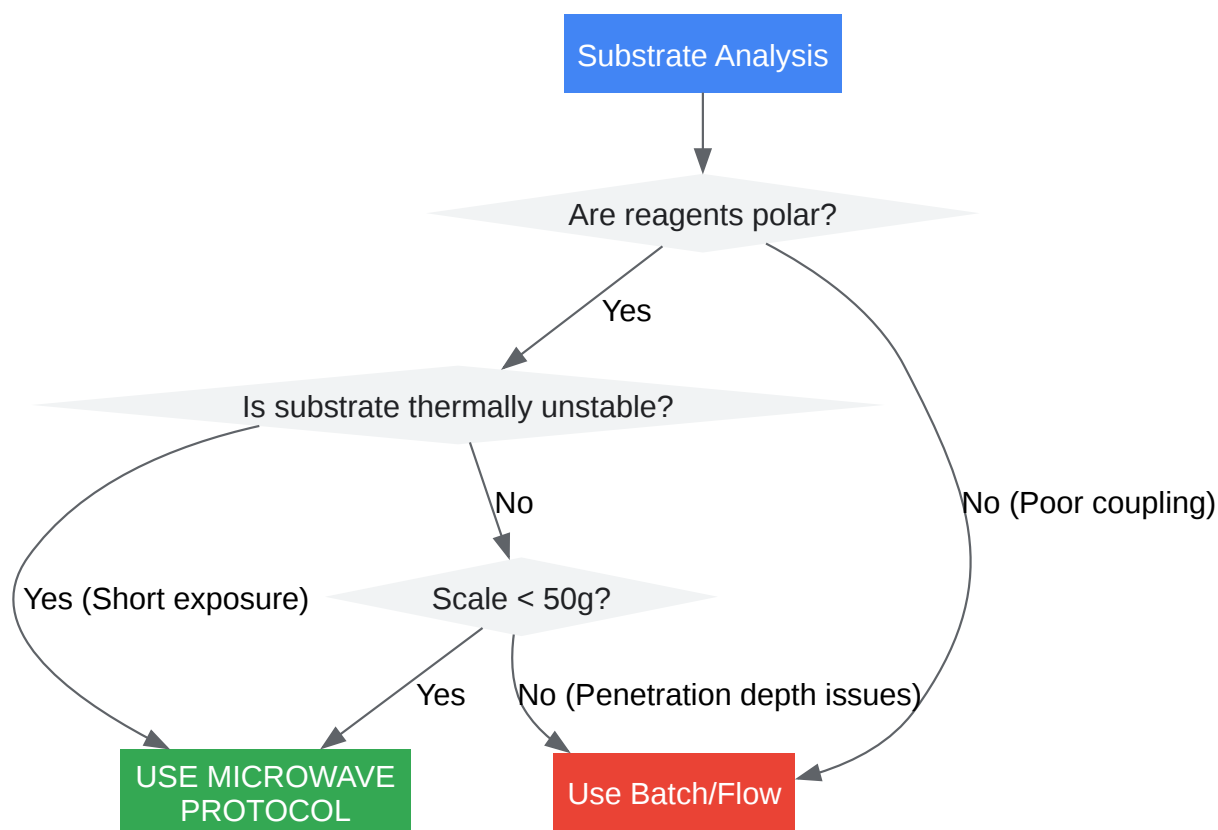 Substrate Analysis
Are reagents polar?
Yes
Is substrate thermally unstable?
No
No (Poor coupling)
Yes (Short exposure)
Scale < 50g?
Yes
No (Penetration depth issues)
USE MICROWAVE
PROTOCOL
Use Batch/Flow